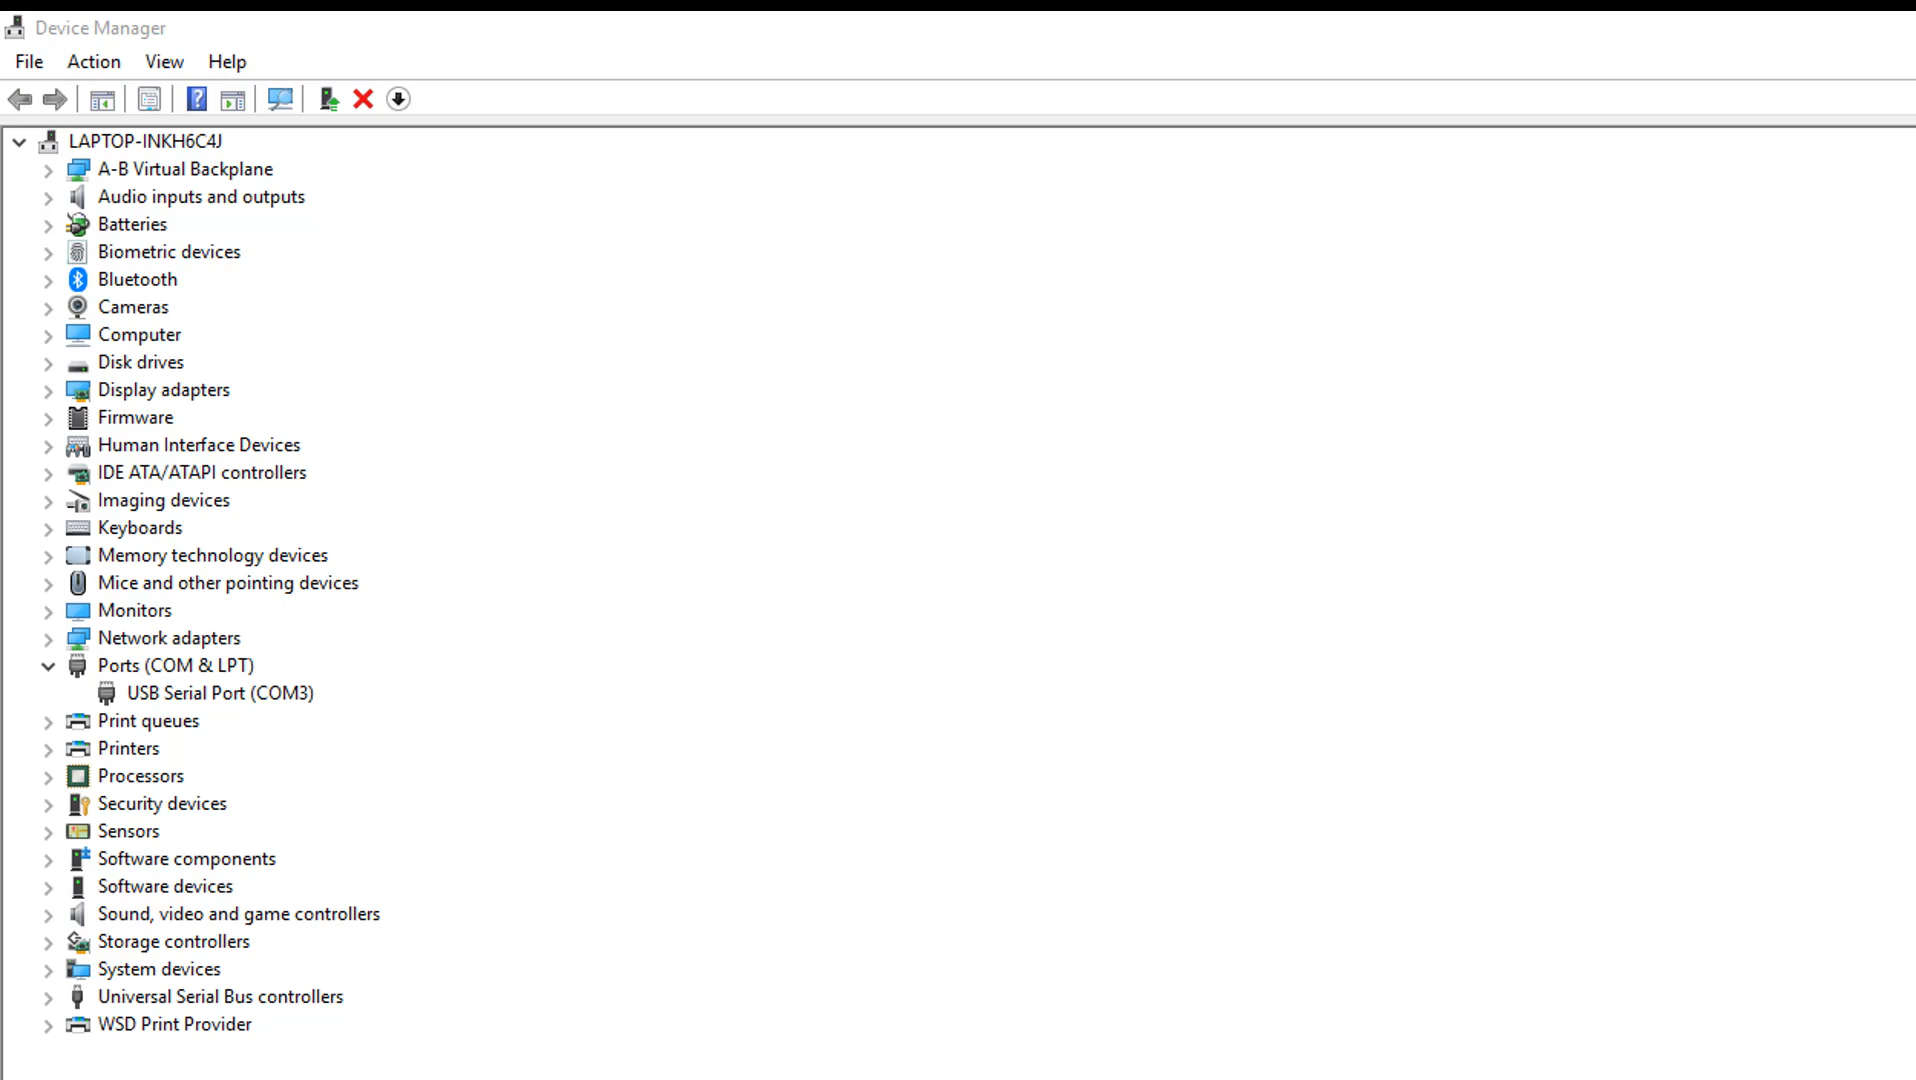 Device Manager
File Action View Help
LAPTOP-INKH6C4J
A-B Virtual Backplane
Audio inputs and outputs
Batteries
Biometric devices
Bluetooth
Cameras
Computer
Disk drives
Display adapters
Firmware
Human Interface Devices
IDE ATA/ATAPI controllers
Imaging devices
Keyboards
Memory technology devices
Mice and other pointing devices
Monitors
Network adapters
Ports (COM & LPT)
USB Serial Port (COM3)
Print queues
Printers
Processors
Security devices
Sensors
Software components
Software devices
Sound, video and game controllers
Storage controllers
System devices
Universal Serial Bus controllers
WSD Print Provider